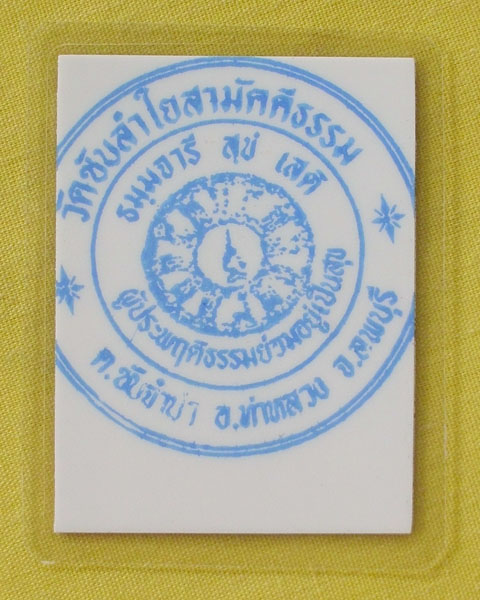 วัดซับลำใยสามัคคีธรรม
ธมฺมจารี สุขํ เสติ
ผู้ประพฤติธรรมย่อมอยู่เป็นสุข
ต.ซับจำปา อ.ท่าหลวง จ.ลพบุรี